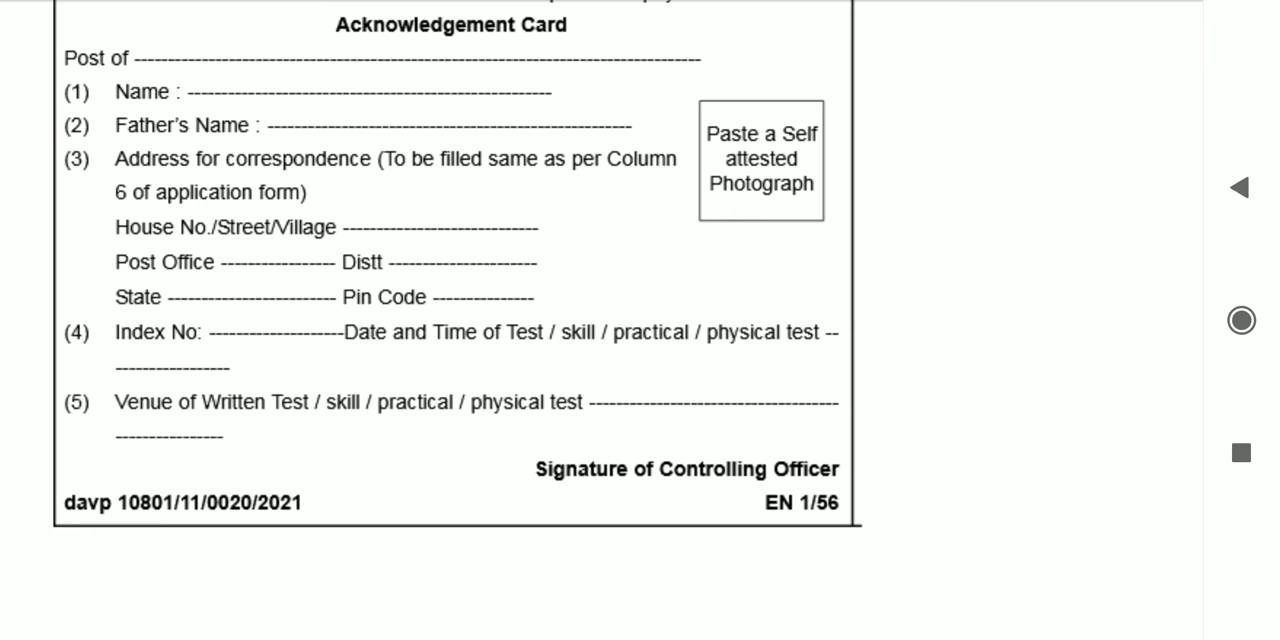 Acknowledgement Card
Post of ------------------------------------------------------------------------------------
(1) Name : ------------------------------------------------------
(2) Father's Name : ------------------------------------------------------
Paste a Self
attested
Photograph
(3) Address for correspondence (To be filled same as per Column
6 of application form)
House No./Street/Village -----------------------------
Post Office ----------------- Distt ----------------------
State ------------------------- Pin Code ---------------
(4) Index No: --------------------Date and Time of Test / skill / practical / physical test --
-----------------
(5) Venue of Written Test / skill / practical / physical test -------------------------------------
----------------
Signature of Controlling Officer
davp 10801/11/0020/2021 EN 1/56